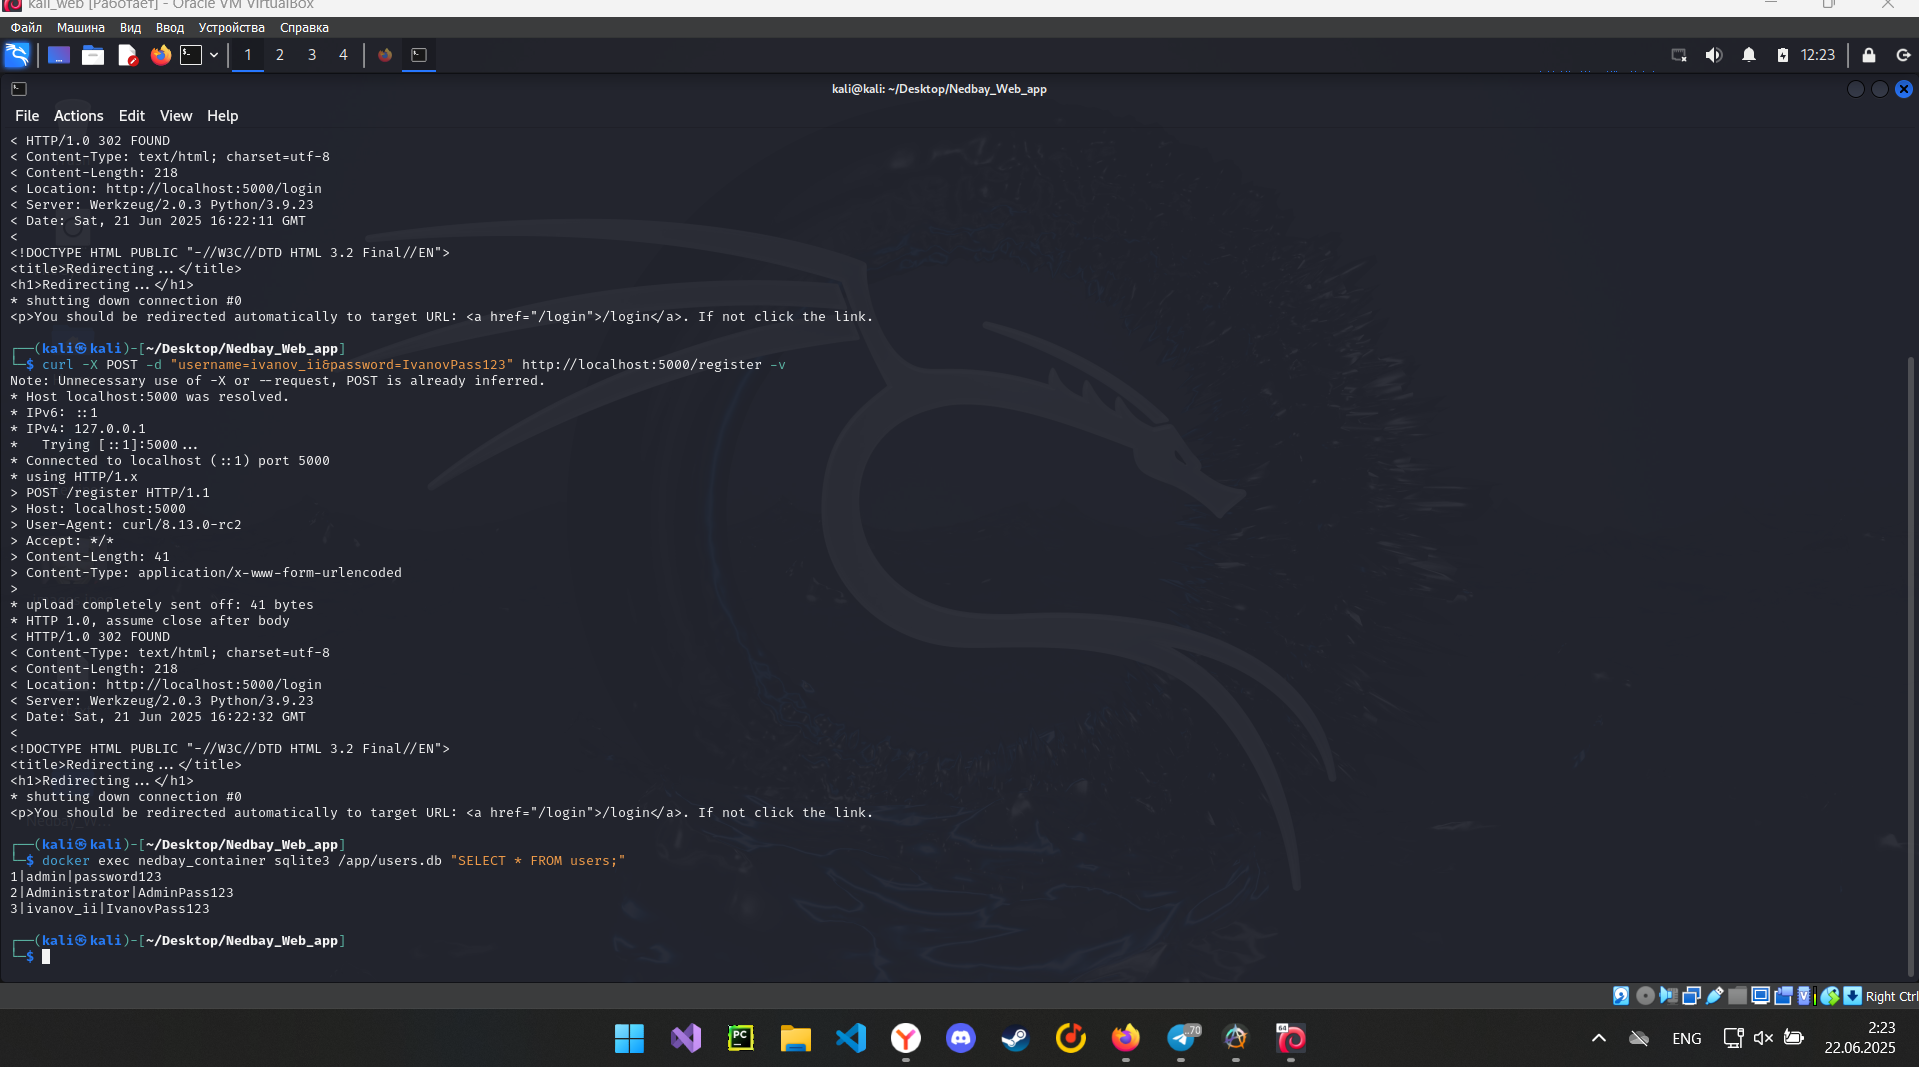 kali_web [Работает] - Oracle VM VirtualBox
Файл Машина Вид Ввод Устройства Справка
1 2 3 4 12:23
kali@kali: ~/Desktop/Nedbay_Web_app
File Actions Edit View Help
< HTTP/1.0 302 FOUND
< Content-Type: text/html; charset=utf-8
< Content-Length: 218
< Location: http://localhost:5000/login
< Server: Werkzeug/2.0.3 Python/3.9.23
< Date: Sat, 21 Jun 2025 16:22:11 GMT
<
<!DOCTYPE HTML PUBLIC "-//W3C//DTD HTML 3.2 Final//EN">
<title>Redirecting...</title>
<h1>Redirecting...</h1>
* shutting down connection #0
<p>You should be redirected automatically to target URL: <a href="/login">/login</a>. If not click the link.
┌──(kali㉿kali)-[~/Desktop/Nedbay_Web_app]
└─$ curl -X POST -d "username=ivanov_ii&password=IvanovPass123" http://localhost:5000/register -v
Note: Unnecessary use of -X or --request, POST is already inferred.
* Host localhost:5000 was resolved.
* IPv6: ::1
* IPv4: 127.0.0.1
*   Trying [::1]:5000...
* Connected to localhost (::1) port 5000
* using HTTP/1.x
> POST /register HTTP/1.1
> Host: localhost:5000
> User-Agent: curl/8.13.0-rc2
> Accept: */*
> Content-Length: 41
> Content-Type: application/x-www-form-urlencoded
>
* upload completely sent off: 41 bytes
* HTTP 1.0, assume close after body
< HTTP/1.0 302 FOUND
< Content-Type: text/html; charset=utf-8
< Content-Length: 218
< Location: http://localhost:5000/login
< Server: Werkzeug/2.0.3 Python/3.9.23
< Date: Sat, 21 Jun 2025 16:22:32 GMT
<
<!DOCTYPE HTML PUBLIC "-//W3C//DTD HTML 3.2 Final//EN">
<title>Redirecting...</title>
<h1>Redirecting...</h1>
* shutting down connection #0
<p>You should be redirected automatically to target URL: <a href="/login">/login</a>. If not click the link.
┌──(kali㉿kali)-[~/Desktop/Nedbay_Web_app]
└─$ docker exec nedbay_container sqlite3 /app/users.db "SELECT * FROM users;"
1|admin|password123
2|Administrator|AdminPass123
3|ivanov_ii|IvanovPass123
┌──(kali㉿kali)-[~/Desktop/Nedbay_Web_app]
└─$
Right Ctrl
PC
70
64
ENG
2:23
22.06.2025